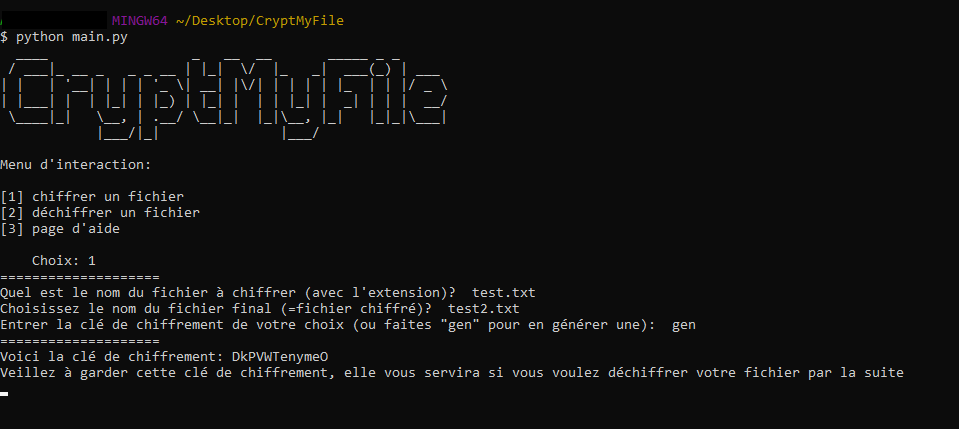 MINGW64 ~/Desktop/CryptMyFile
$ python main.py
CryptMyFile
Menu d'interaction:
[1] chiffrer un fichier
[2] déchiffrer un fichier
[3] page d'aide
Choix: 1
====================
Quel est le nom du fichier à chiffrer (avec l'extension)?  test.txt
Choisissez le nom du fichier final (=fichier chiffré)?  test2.txt
Entrer la clé de chiffrement de votre choix (ou faites "gen" pour en générer une):  gen
====================
Voici la clé de chiffrement: DkPVWTenymeO
Veillez à garder cette clé de chiffrement, elle vous servira si vous voulez déchiffrer votre fichier par la suite